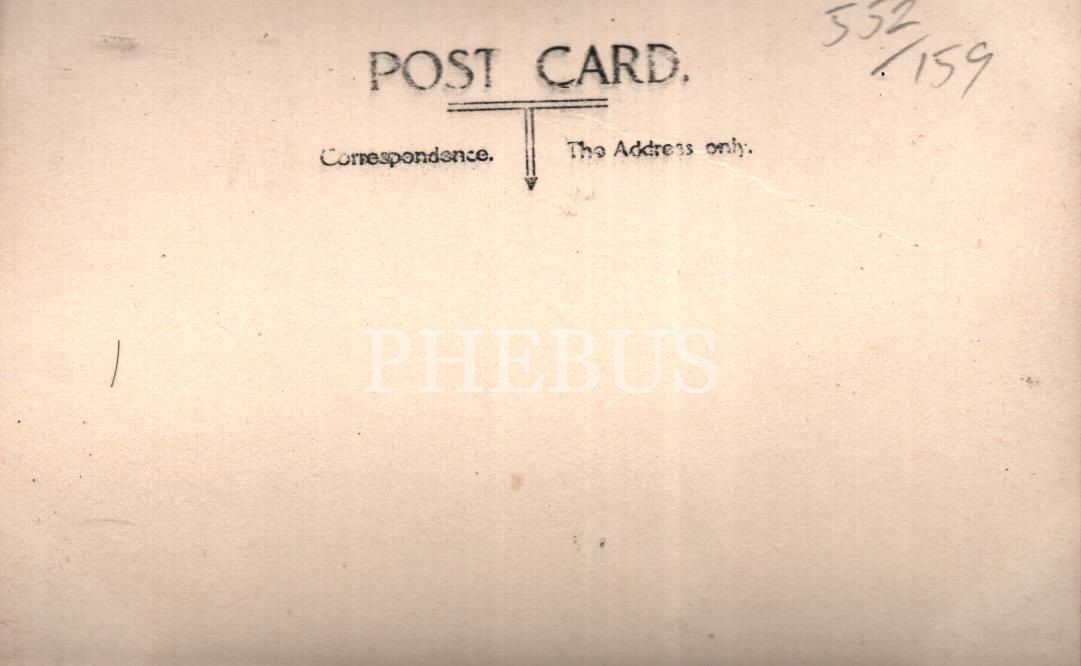 552
/159
POST CARD.
Correspondence.
The Address only.
PHEBUS